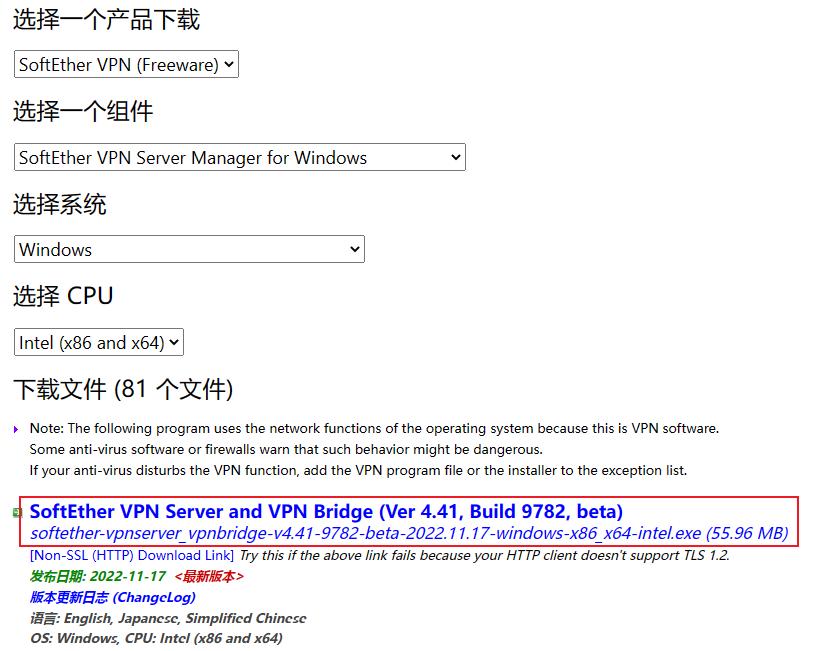 选择一个产品下载
SoftEther VPN (Freeware)
选择一个组件
SoftEther VPN Server Manager for Windows
选择系统
Windows
选择 CPU
Intel (x86 and x64)
下载文件 (81 个文件)
Note: The following program uses the network functions of the operating system because this is VPN software.
Some anti-virus software or firewalls warn that such behavior might be dangerous.
If your anti-virus disturbs the VPN function, add the VPN program file or the installer to the exception list.
SoftEther VPN Server and VPN Bridge (Ver 4.41, Build 9782, beta)
softether-vpnserver_vpnbridge-v4.41-9782-beta-2022.11.17-windows-x86_x64-intel.exe (55.96 MB)
[Non-SSL (HTTP) Download Link] Try this if the above link fails because your HTTP client doesn't support TLS 1.2.
发布日期: 2022-11-17 <最新版本>
版本更新日志 (ChangeLog)
语言: English, Japanese, Simplified Chinese
OS: Windows, CPU: Intel (x86 and x64)